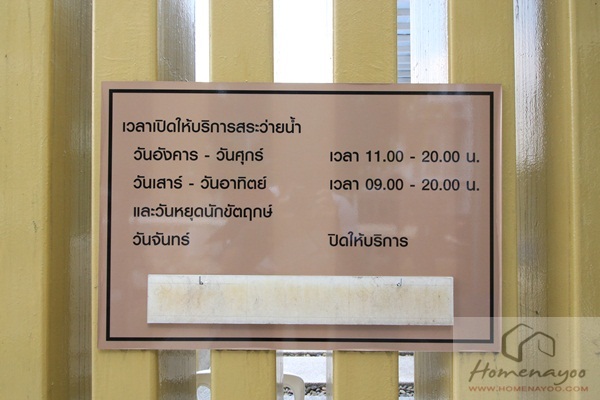 เวลาเปิดให้บริการสระว่ายน้ำ
วันอังคาร - วันศุกร์ เวลา 11.00 - 20.00 น.
วันเสาร์ - วันอาทิตย์ เวลา 09.00 - 20.00 น.
และวันหยุดนักขัตฤกษ์
วันจันทร์ ปิดให้บริการ
Homenayoo
WWW.HOMENAYOO.COM